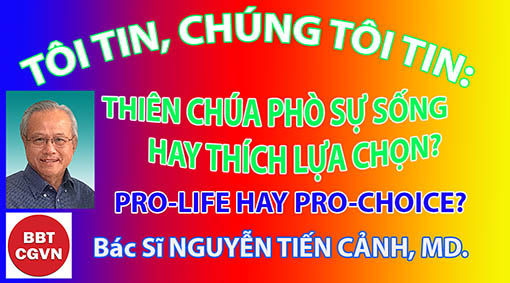 TÔI TIN, CHÚNG TÔI TIN:
THIÊN CHÚA PHÒ SỰ SỐNG
HAY THÍCH LỰA CHỌN?
PRO-LIFE HAY PRO-CHOICE?
BBT
CGVN
Bác Sĩ NGUYỄN TIẾN CẢNH, MD.